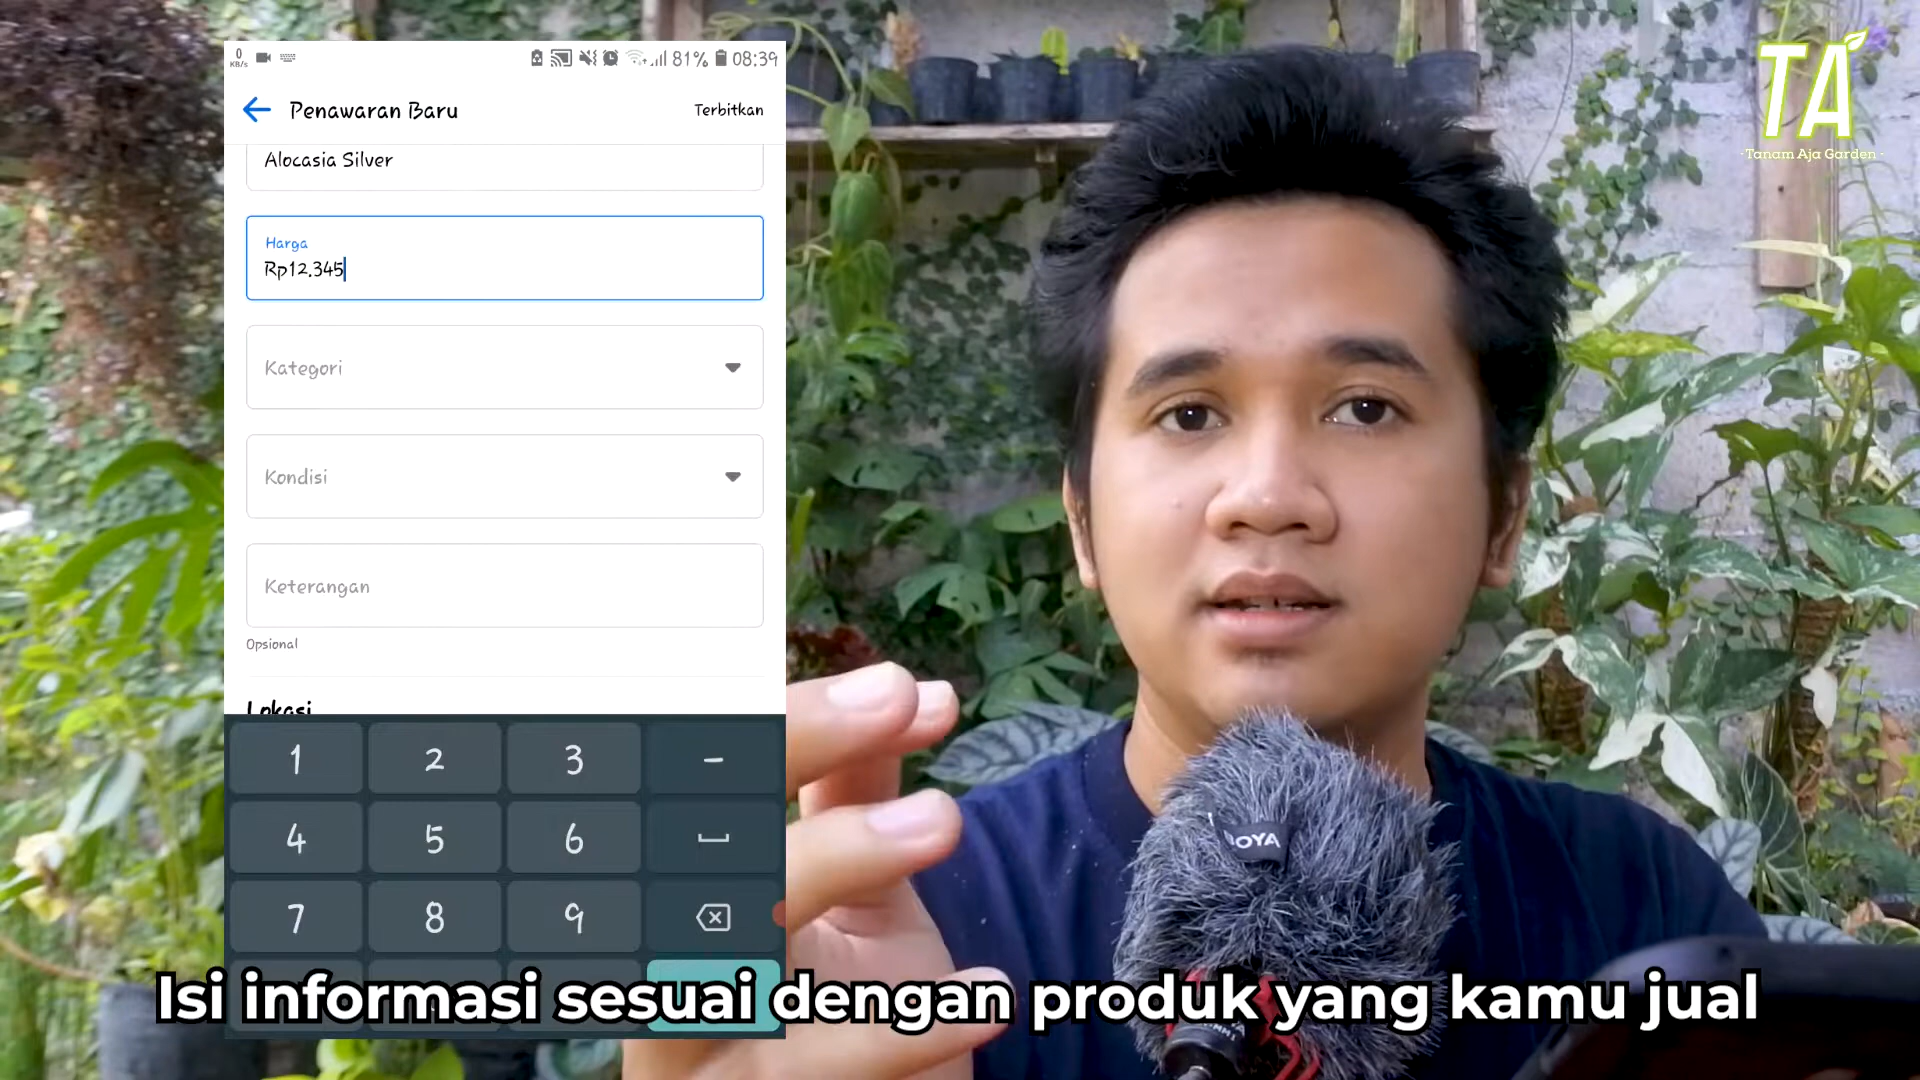 0
KB/s
81% 08:39
Penawaran Baru
Terbitkan
Alocasia Silver
Harga
Rp12.345
Kategori
Kondisi
Keterangan
Opsional
Lokasi
1 2 3 -
4 5 6
7 8 9
TA
-Tanam Aja Garden-
BOYA
Isi informasi sesuai dengan produk yang kamu jual